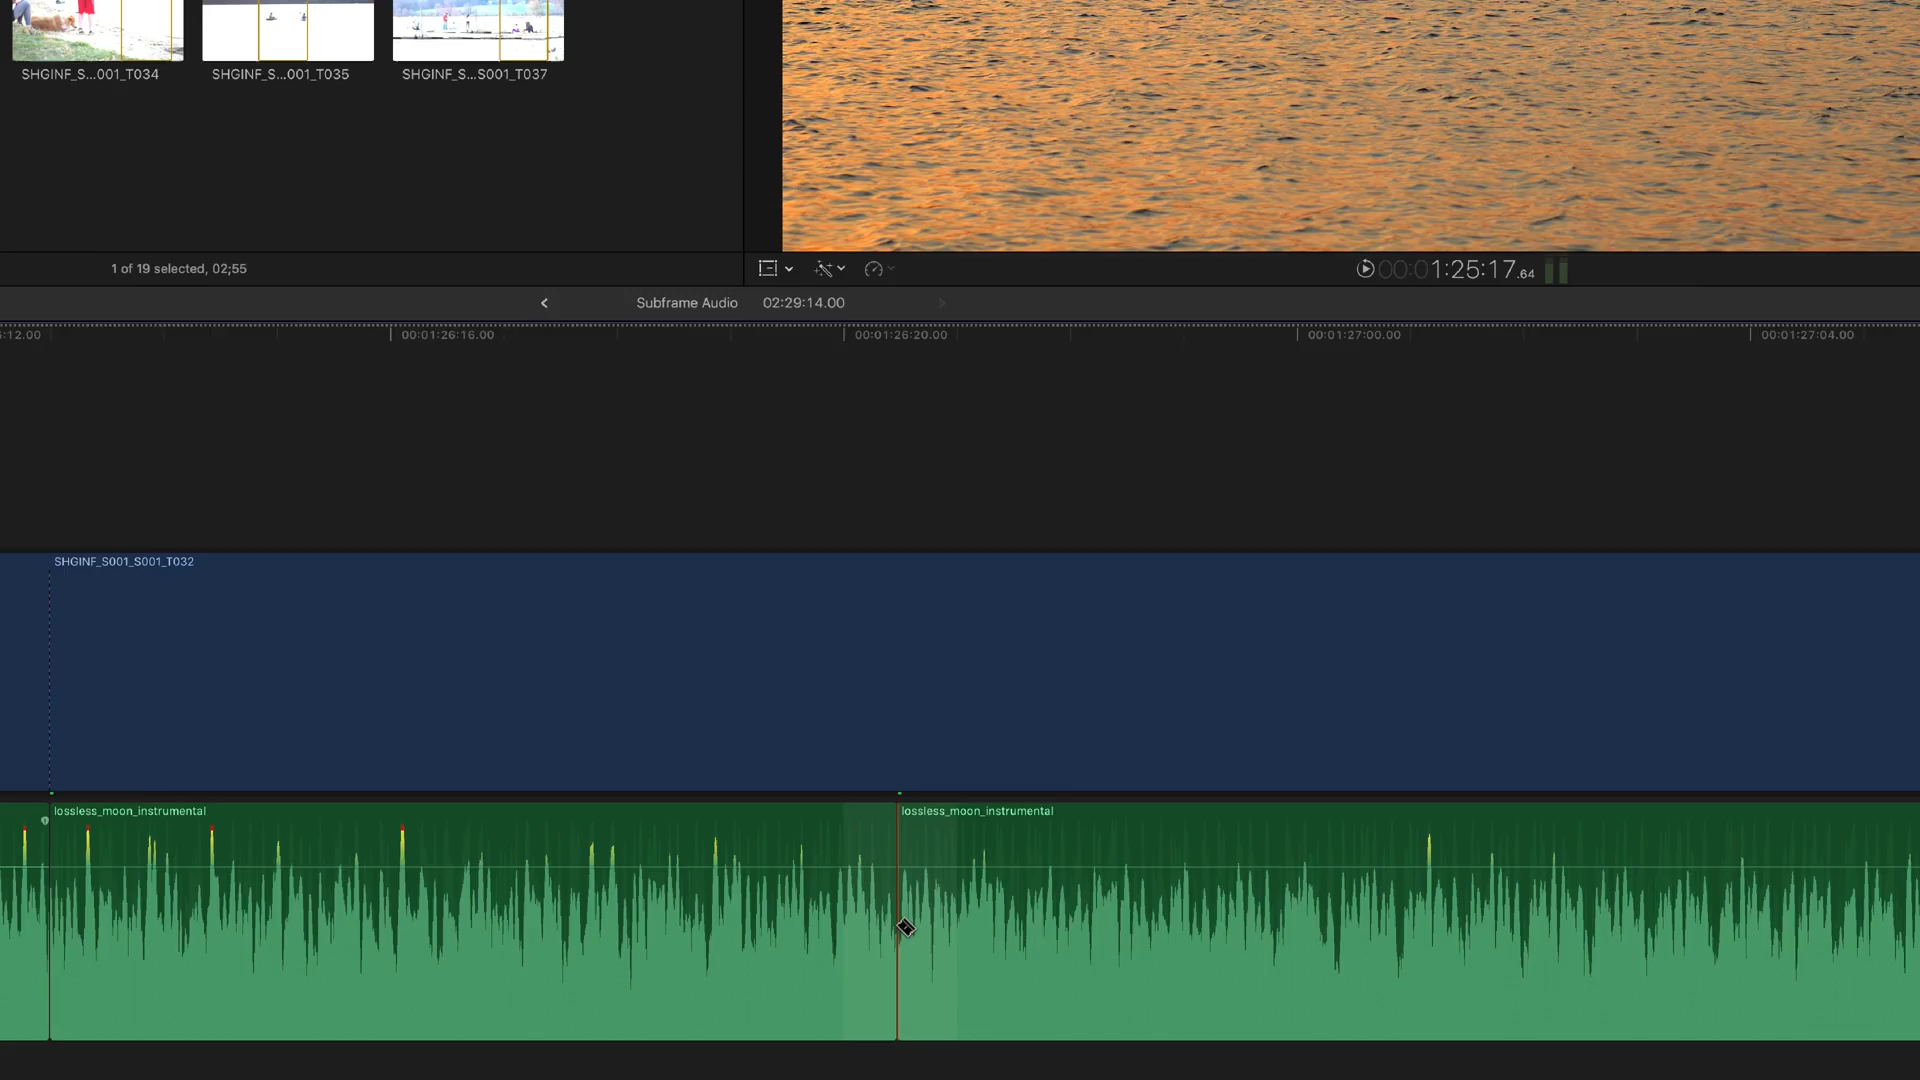 SHGINF_S...001_T034
SHGINF_S...001_T035
SHGINF_S...S001_T037
1 of 19 selected, 02;55
00:01:25:17.64
Subframe Audio
02:29:14.00
:12.00
00:01:26:16.00
00:01:26:20.00
00:01:27:00.00
00:01:27:04.00
SHGINF_S001_S001_T032
lossless_moon_instrumental
lossless_moon_instrumental